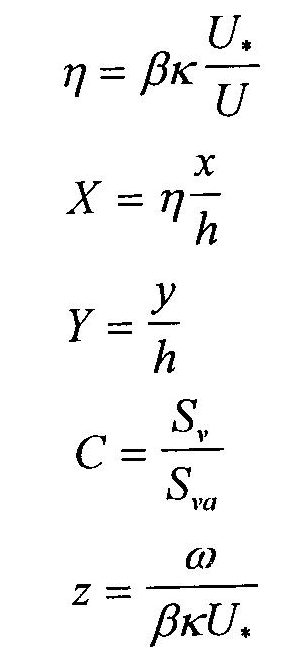 η = βκ U* / U
X = η x / h
Y = y / h
C = S_v / S_va
z = ω / βκU*